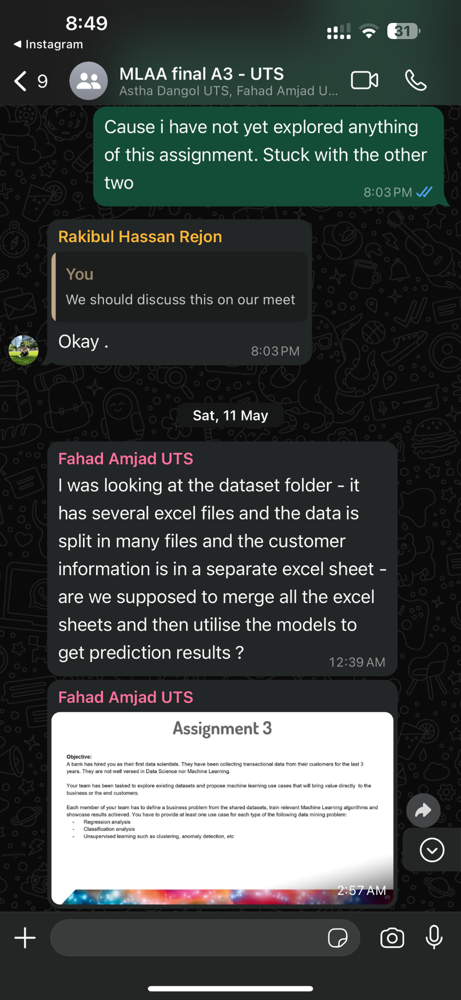 8:49
31
◀ Instagram
9
MLAA final A3 - UTS
Astha Dangol UTS, Fahad Amjad U...
Cause i have not yet explored anything
of this assignment. Stuck with the other
two
8:03 PM
Rakibul Hassan Rejon
You
We should discuss this on our meet
Okay .
8:03 PM
Sat, 11 May
Fahad Amjad UTS
I was looking at the dataset folder - it
has several excel files and the data is
split in many files and the customer
information is in a separate excel sheet -
are we supposed to merge all the excel
sheets and then utilise the models to
get prediction results ?
12:39 AM
Fahad Amjad UTS
Assignment 3
Objective:
A bank has hired you as their first data scientists. They have been collecting transactional data from their customers for the last 3
years. They are not well versed in Data Science nor Machine Learning.
Your team has been tasked to explore existing datasets and propose machine learning use cases that will bring value directly to the
business or the end customers.
Each member of your team has to define a business problem from the shared datasets, train relevant Machine Learning algorithms and
showcase results achieved. You have to provide at least one use case for each type of the following data mining problem:
- Regression analysis
- Classification analysis
- Unsupervised learning such as clustering, anomaly detection, etc
2:57 AM
45